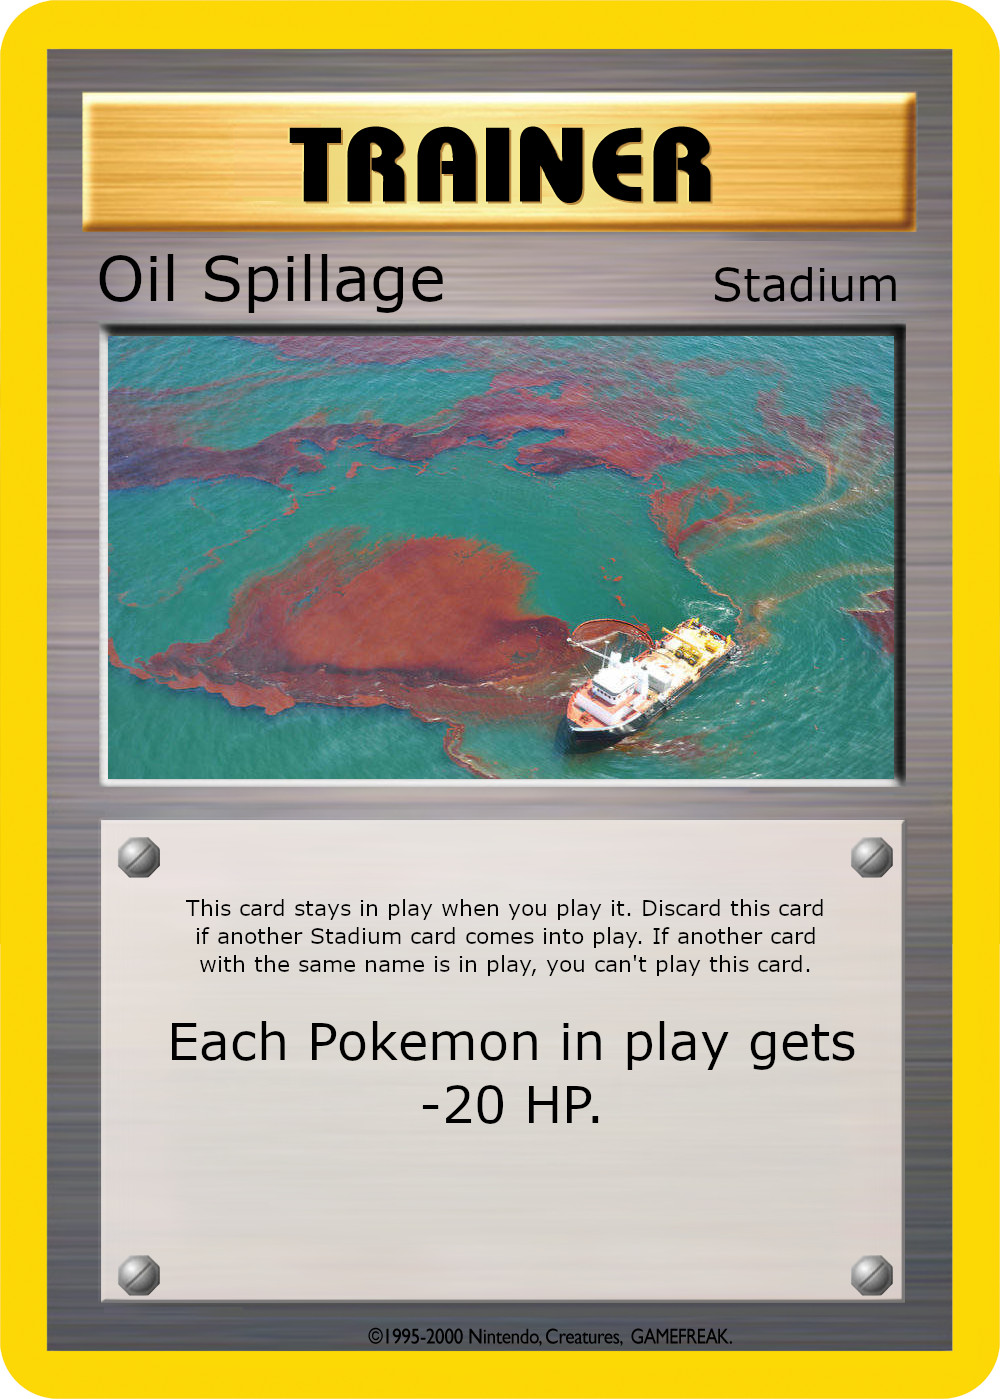 TRAINER
Oil Spillage Stadium
This card stays in play when you play it. Discard this card
if another Stadium card comes into play. If another card
with the same name is in play, you can't play this card.
Each Pokemon in play gets
-20 HP.
©1995-2000 Nintendo, Creatures, GAMEFREAK.